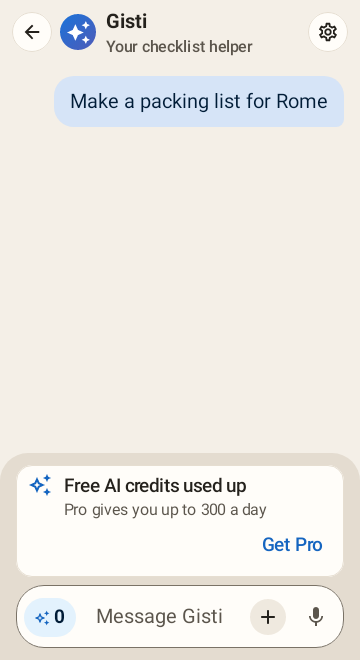 Gisti
Your checklist helper
Make a packing list for Rome
Free AI credits used up
Pro gives you up to 300 a day
Get Pro
0
Message Gisti